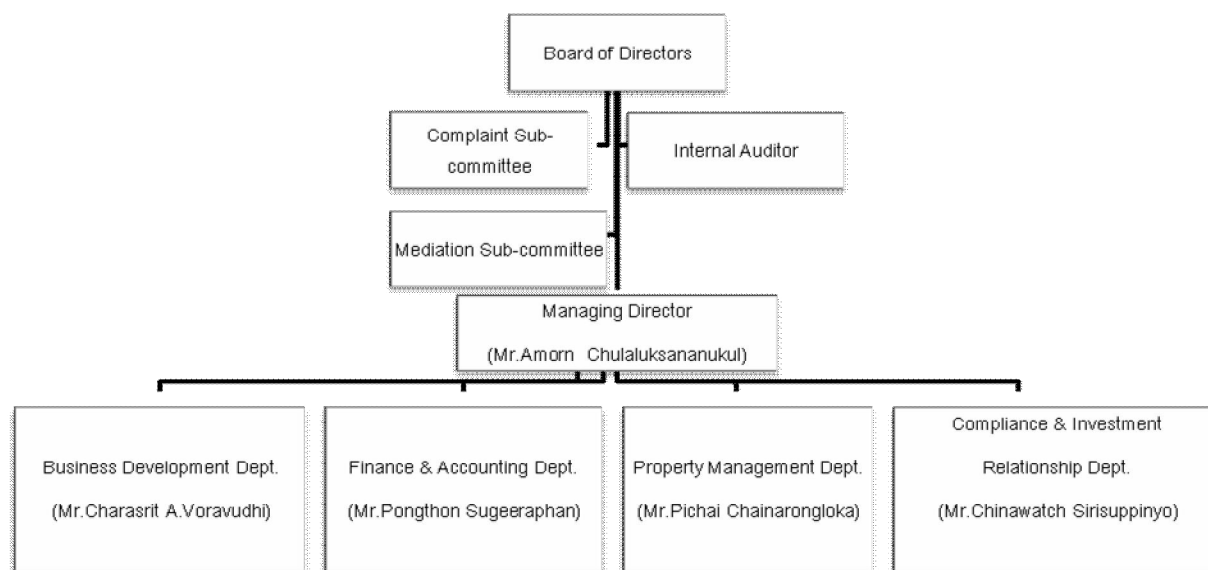 Board of Directors
Complaint Sub-
committee
Internal Auditor
Mediation Sub-committee
Managing Director
(Mr.Amorn Chulaluksananukul)
Business Development Dept.
(Mr.Charasrit A.Voravudhi)
Finance & Accounting Dept.
(Mr.Pongthon Sugeeraphan)
Property Management Dept.
(Mr.Pichai Chainarongloka)
Compliance & Investment
Relationship Dept.
(Mr.Chinawatch Sirisuppinyo)